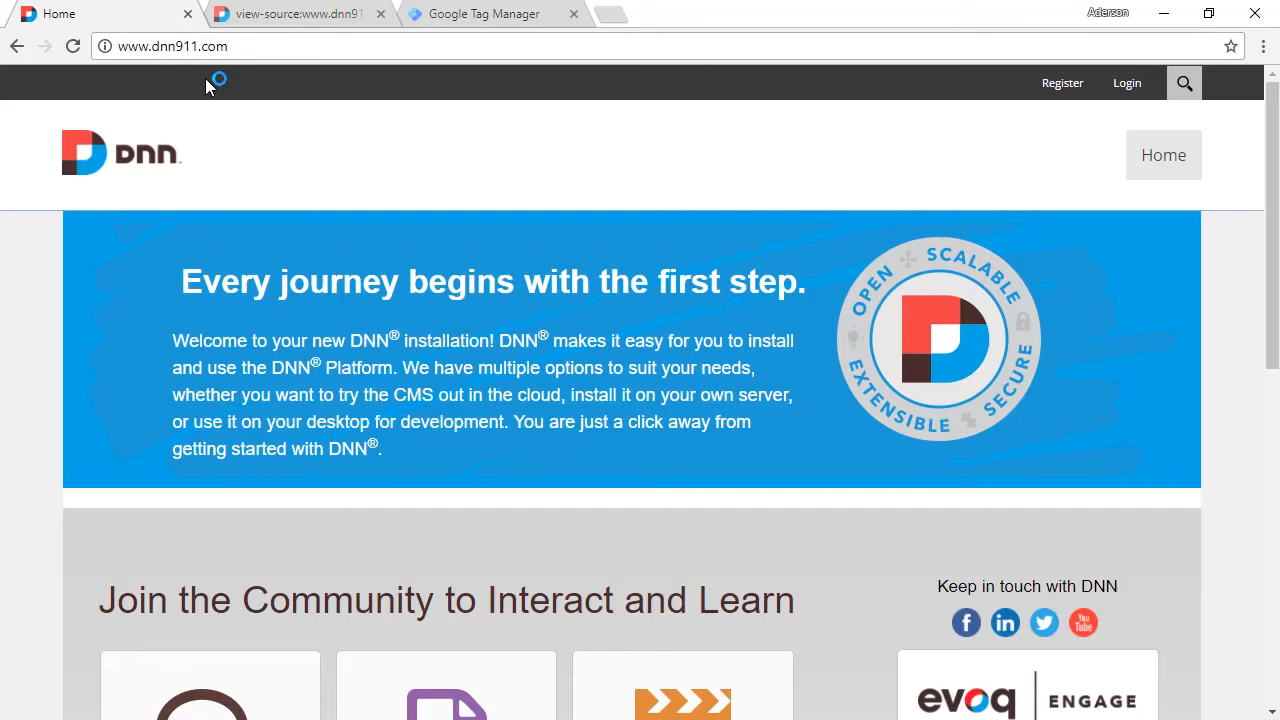 Home
view-source:www.dnn91
Google Tag Manager
Aderson
www.dnn911.com
Register
Login
DNN
Home
Every journey begins with the first step.
Welcome to your new DNN® installation! DNN® makes it easy for you to install
and use the DNN® Platform. We have multiple options to suit your needs,
whether you want to try the CMS out in the cloud, install it on your own server,
or use it on your desktop for development. You are just a click away from
getting started with DNN®.
OPEN
SCALABLE
SECURE
EXTENSIBLE
Join the Community to Interact and Learn
Keep in touch with DNN
f
in
You
Tube
evoq
ENGAGE